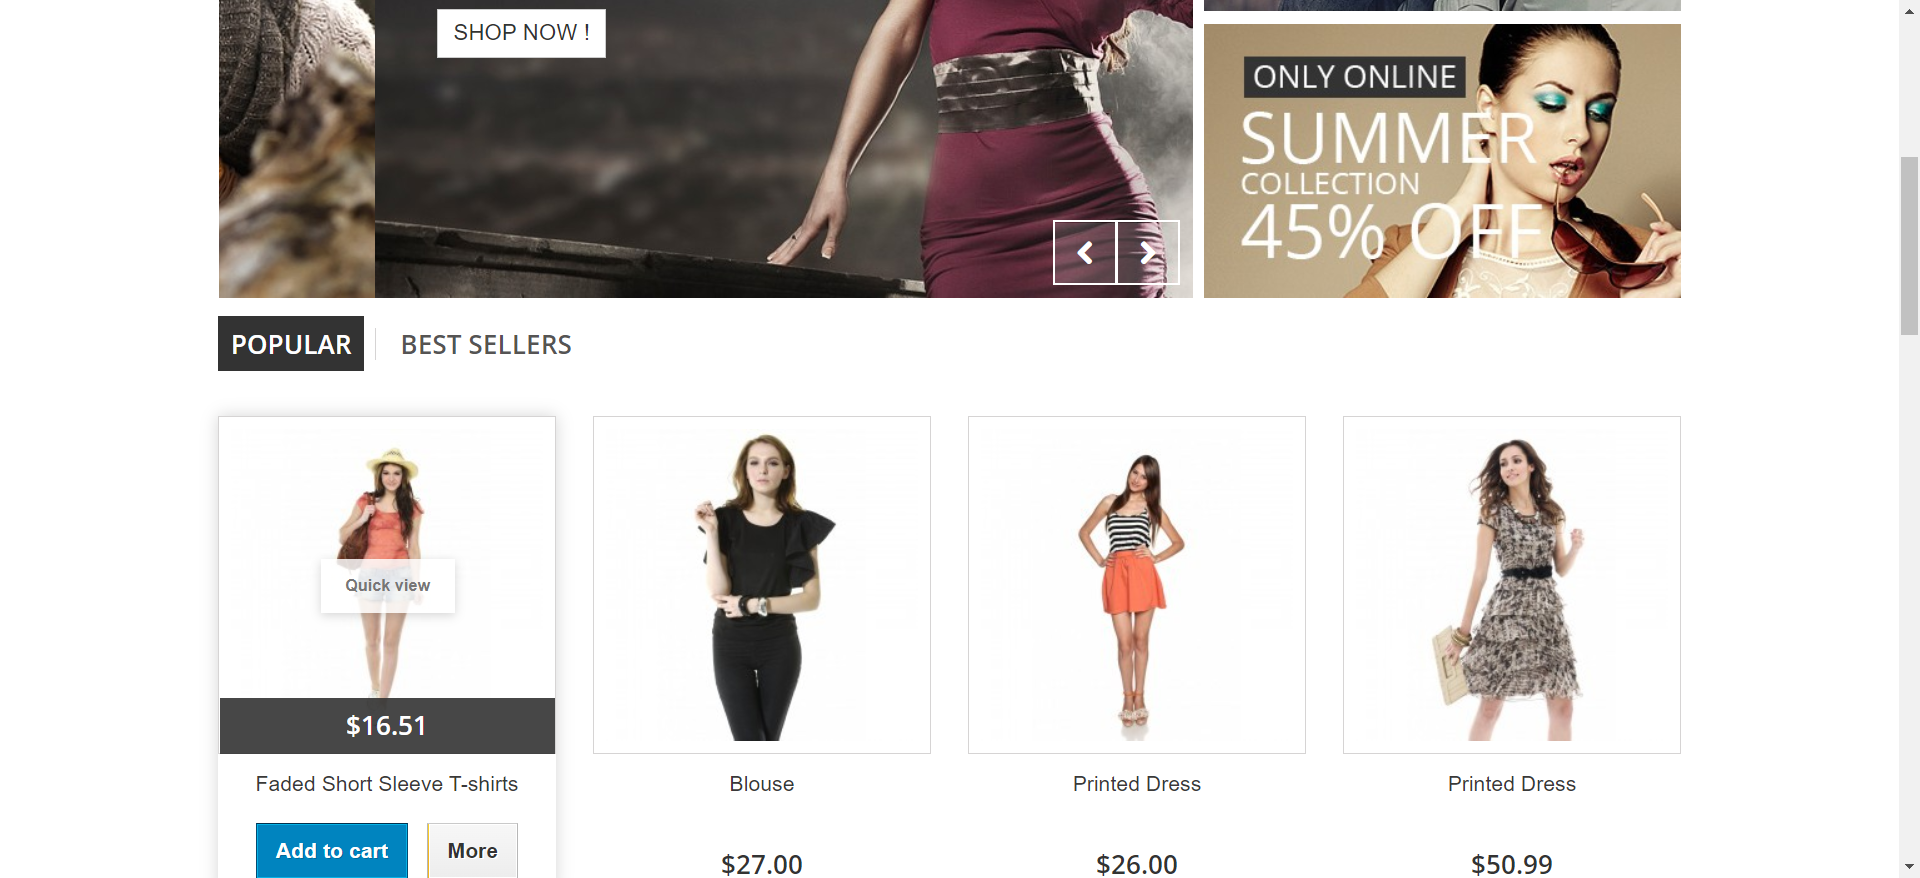 SHOP NOW !
ONLY ONLINE
SUMMER
COLLECTION
45% OFF
POPULAR
BEST SELLERS
Quick view
$16.51
Faded Short Sleeve T-shirts
Add to cart
More
Blouse
$27.00
Printed Dress
$26.00
Printed Dress
$50.99